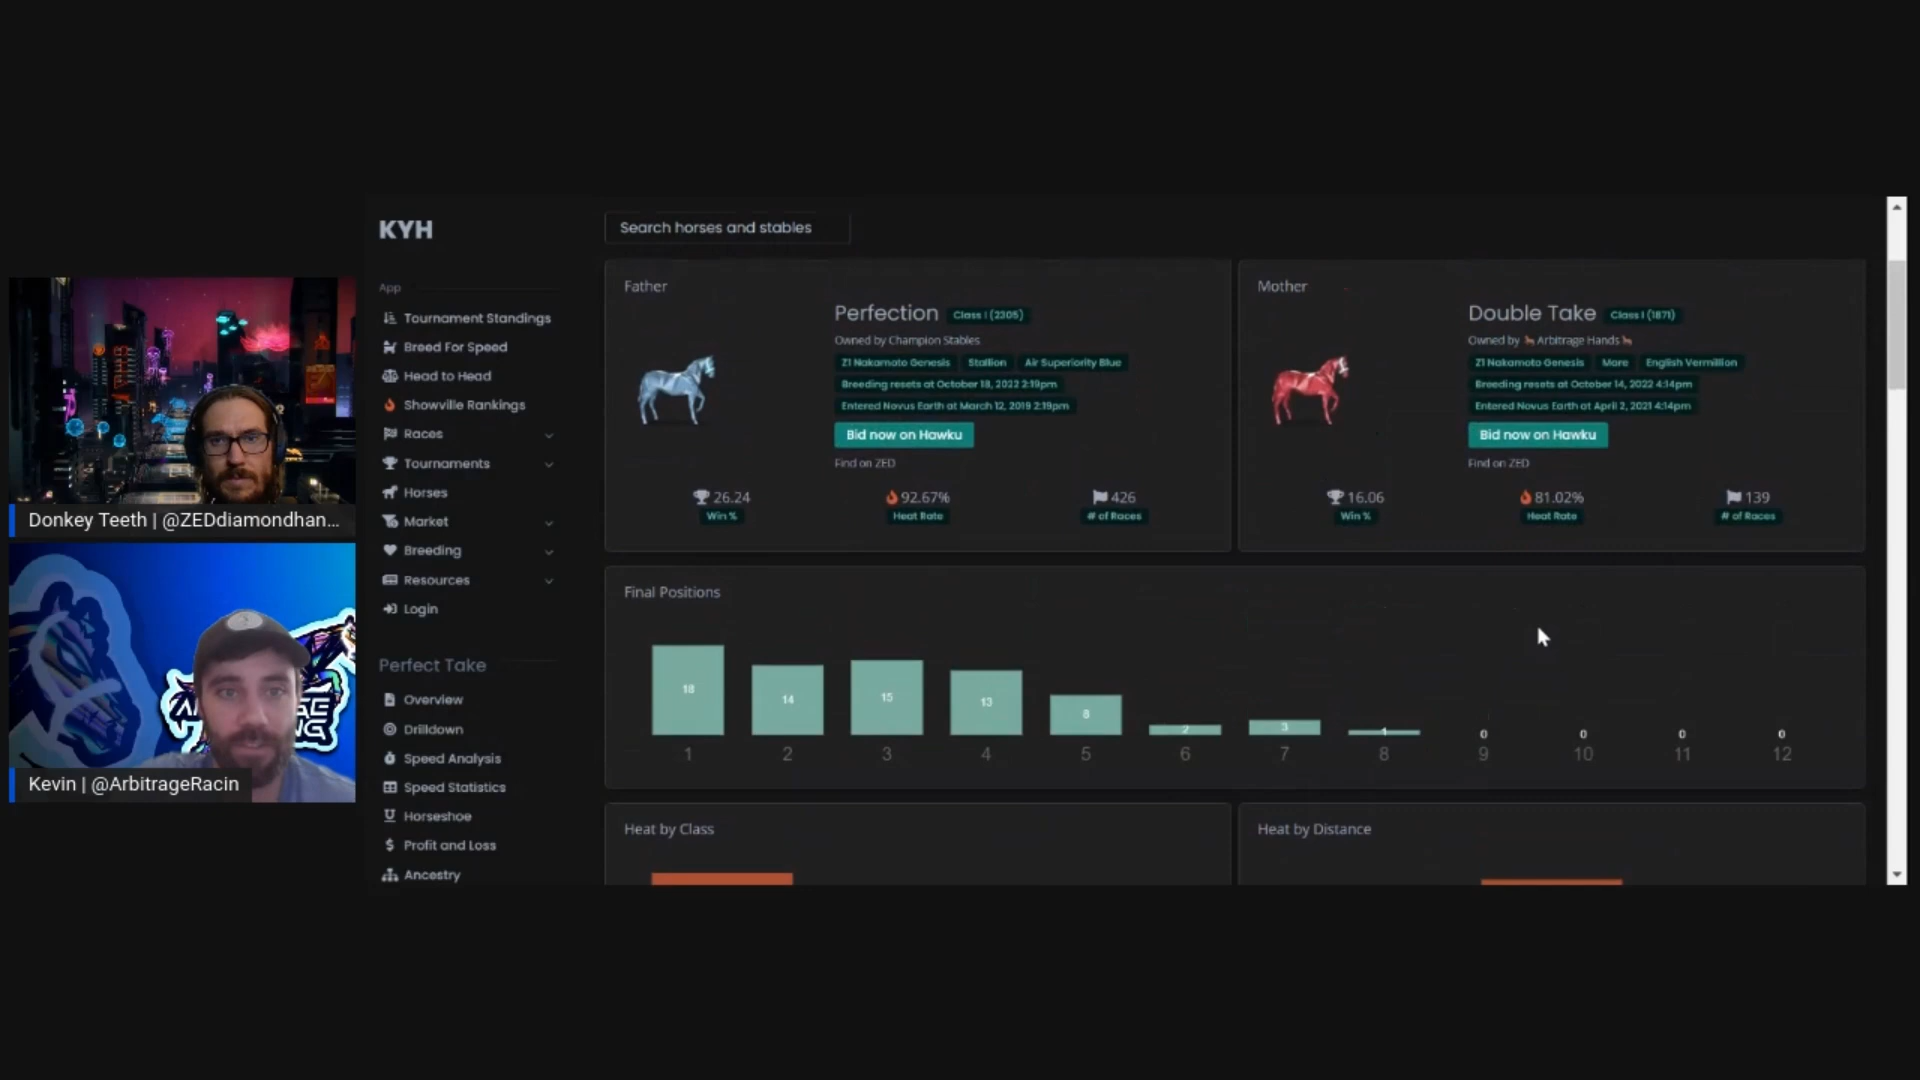 KYH
Search horses and stables
App
Tournament Standings
Breed For Speed
Head to Head
Showville Rankings
Races
Tournaments
Horses
Market
Breeding
Resources
Login
Perfect Take
Overview
Drilldown
Speed Analysis
Speed Statistics
Horseshoe
Profit and Loss
Ancestry
Father
Perfection Class I (2305)
Owned by Champion Stables
Z1 Nakamoto Genesis Stallion Air Superiority Blue
Breeding resets at October 18, 2022 2:19pm
Entered Novus Earth at March 12, 2019 2:19pm
Bid now on Hawku
Find on ZED
26.24 92.67% 426
Win % Heat Rate # of Races
Mother
Double Take Class I (1871)
Owned by Arbitrage Hands
Z1 Nakamoto Genesis Mare English Vermillion
Breeding resets at October 14, 2022 4:14pm
Entered Novus Earth at April 2, 2021 4:14pm
Bid now on Hawku
Find on ZED
16.06 81.02% 139
Win % Heat Rate # of Races
Final Positions
18 14 15 13 8 2 3 1 0 0 0 0
1 2 3 4 5 6 7 8 9 10 11 12
Heat by Class
Heat by Distance
Donkey Teeth | @ZEDdiamondhan...
Kevin | @ArbitrageRacin